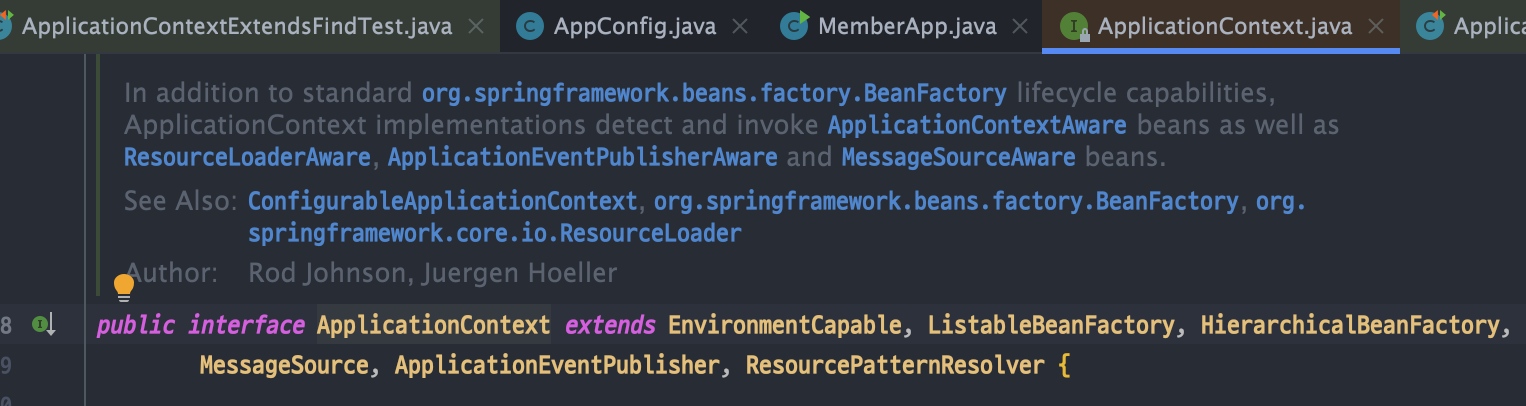 ApplicationContextExtendsFindTest.java AppConfig.java MemberApp.java ApplicationContext.java Applica
In addition to standard org.springframework.beans.factory.BeanFactory lifecycle capabilities,
ApplicationContext implementations detect and invoke ApplicationContextAware beans as well as
ResourceLoaderAware, ApplicationEventPublisherAware and MessageSourceAware beans.
See Also: ConfigurableApplicationContext, org.springframework.beans.factory.BeanFactory, org.
springframework.core.io.ResourceLoader
Author: Rod Johnson, Juergen Hoeller
8 public interface ApplicationContext extends EnvironmentCapable, ListableBeanFactory, HierarchicalBeanFactory,
9 MessageSource, ApplicationEventPublisher, ResourcePatternResolver {
0